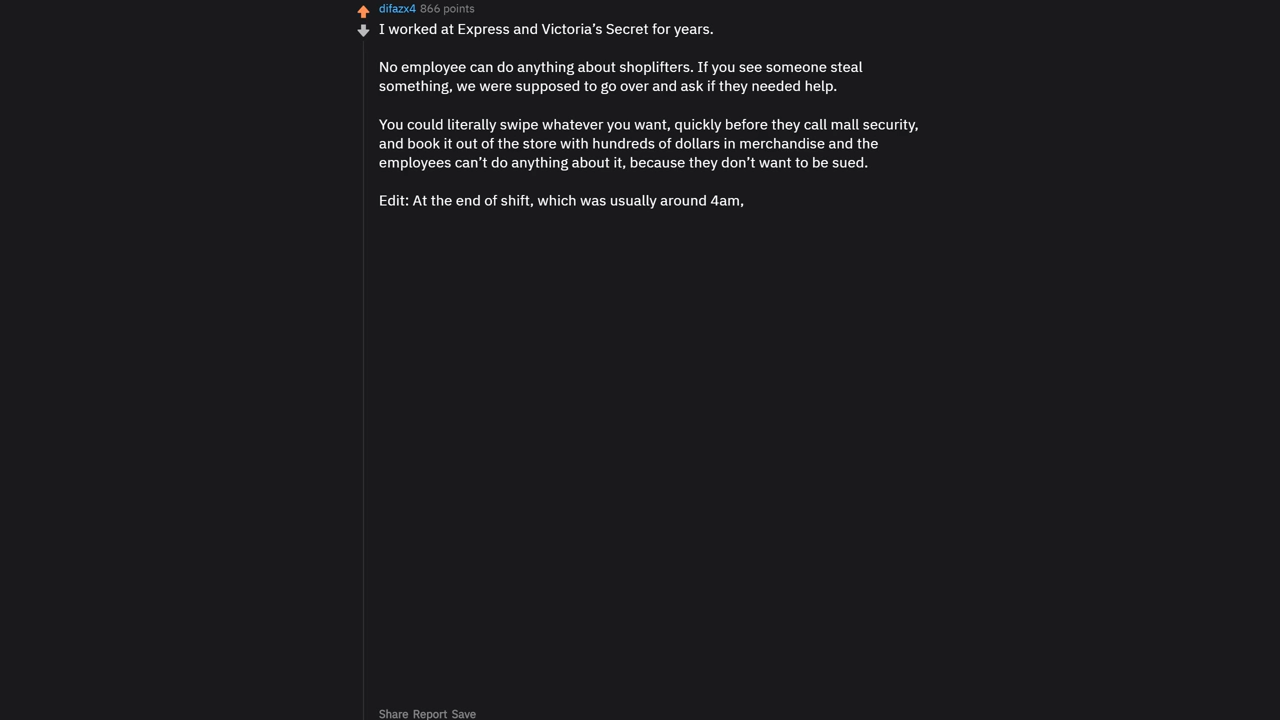 difazx4 866 points
I worked at Express and Victoria’s Secret for years.
No employee can do anything about shoplifters. If you see someone steal
something, we were supposed to go over and ask if they needed help.
You could literally swipe whatever you want, quickly before they call mall security,
and book it out of the store with hundreds of dollars in merchandise and the
employees can’t do anything about it, because they don’t want to be sued.
Edit: At the end of shift, which was usually around 4am,
Share Report Save